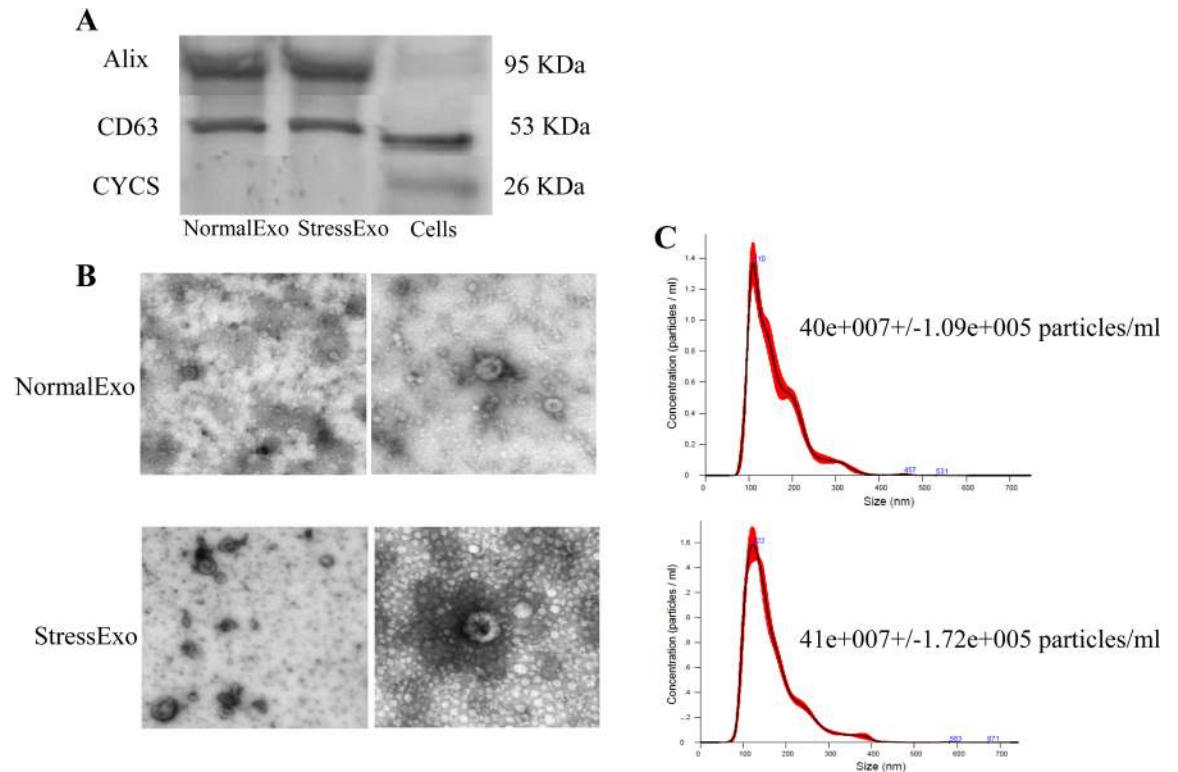 A
Alix 95 KDa
CD63 53 KDa
CYCS 26 KDa
NormalExo StressExo Cells
B
NormalExo
StressExo
C
Concentration (particles / ml)
1.4
1.2
1.0
0.8
0.6
0.4
0.2
0
10
457 531
0 100 200 300 400 500 600 700
Size (nm)
40e+007+/-1.09e+005 particles/ml
Concentration (particles / ml)
1.6
.4
.2
.0
.8
.6
.4
.2
0
22
583 671
0 100 200 300 400 500 600 700
Size (nm)
41e+007+/-1.72e+005 particles/ml